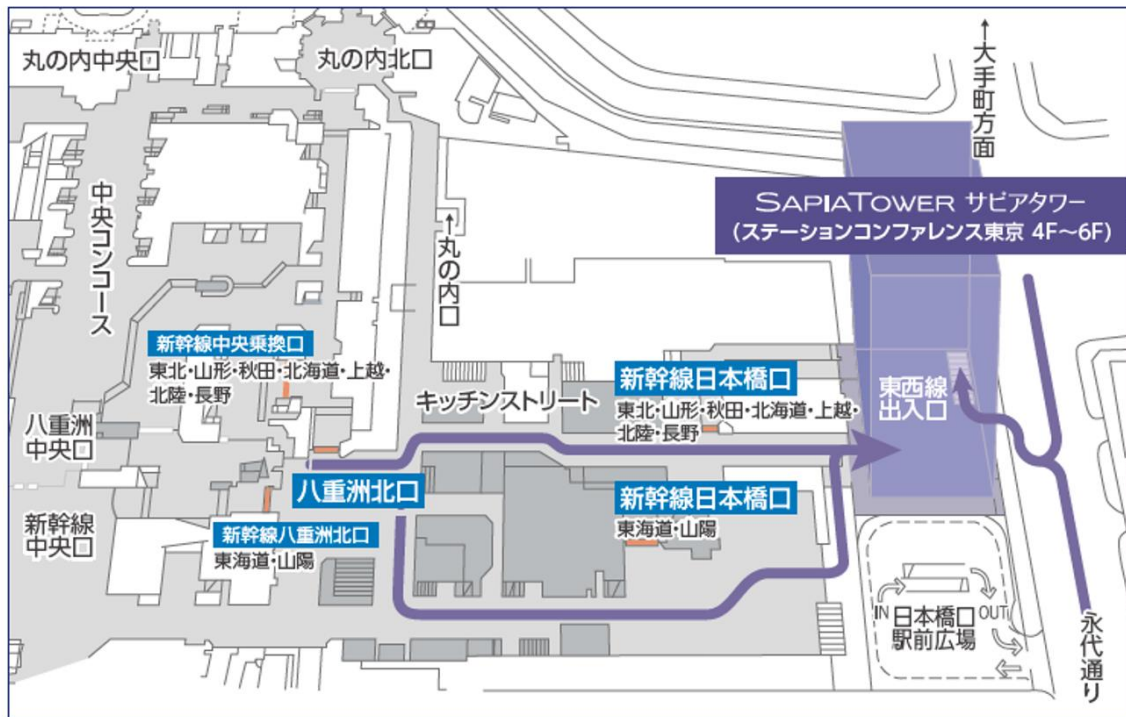 丸の内中央口
丸の内北口
↑大手町方面
SAPIATOWER サピアタワー
(ステーションコンファレンス東京 4F～6F)
中央コンコース
↑丸の内口
新幹線中央乗換口
東北・山形・秋田・北海道・上越・
北陸・長野
キッチンストリート
新幹線日本橋口
東北・山形・秋田・北海道・上越・
北陸・長野
東西線
出入口
八重洲
中央口
八重洲北口
新幹線日本橋口
東海道・山陽
新幹線
中央口
新幹線八重洲北口
東海道・山陽
IN
OUT
日本橋口
駅前広場
永代通り